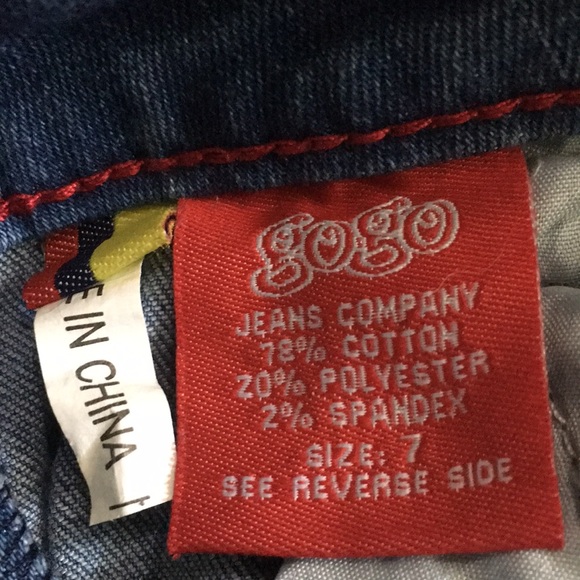 gogo
JEANS COMPANY
78% COTTON
20% POLYESTER
2% SPANDEX
SIZE: 7
SEE REVERSE SIDE
IN CHINA